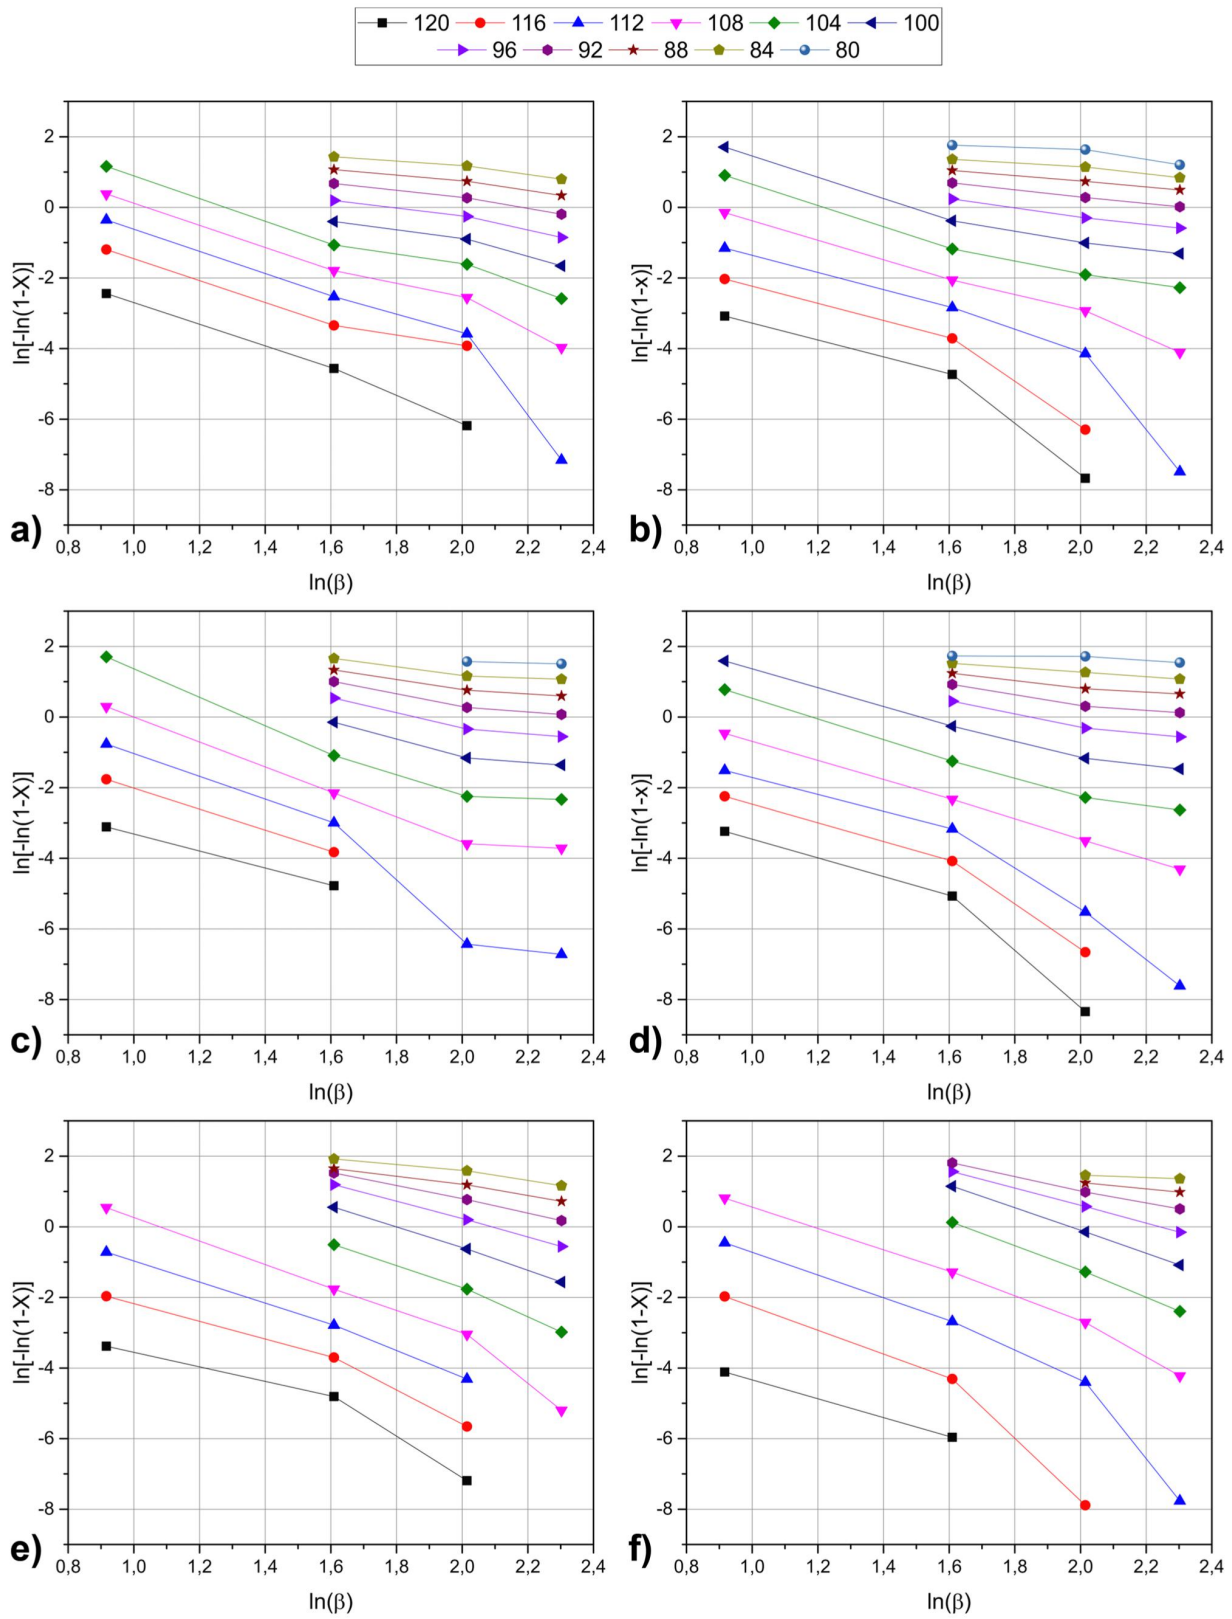 120 116 112 108 104 100
96 92 88 84 80
2
0
-2
-4
-6
-8
ln[-ln(1-X)]
a)
0,8 1,0 1,2 1,4 1,6 1,8 2,0 2,2 2,4
ln(β)
2
0
-2
-4
-6
-8
ln[-ln(1-x)]
b)
0,8 1,0 1,2 1,4 1,6 1,8 2,0 2,2 2,4
ln(β)
2
0
-2
-4
-6
-8
ln[-ln(1-X)]
c)
0,8 1,0 1,2 1,4 1,6 1,8 2,0 2,2 2,4
ln(β)
2
0
-2
-4
-6
-8
ln[-ln(1-x)]
d)
0,8 1,0 1,2 1,4 1,6 1,8 2,0 2,2 2,4
ln(β)
2
0
-2
-4
-6
-8
ln[-ln(1-X)]
e)
0,8 1,0 1,2 1,4 1,6 1,8 2,0 2,2 2,4
ln(β)
2
0
-2
-4
-6
-8
ln[-ln(1-X)]
f)
0,8 1,0 1,2 1,4 1,6 1,8 2,0 2,2 2,4
ln(β)